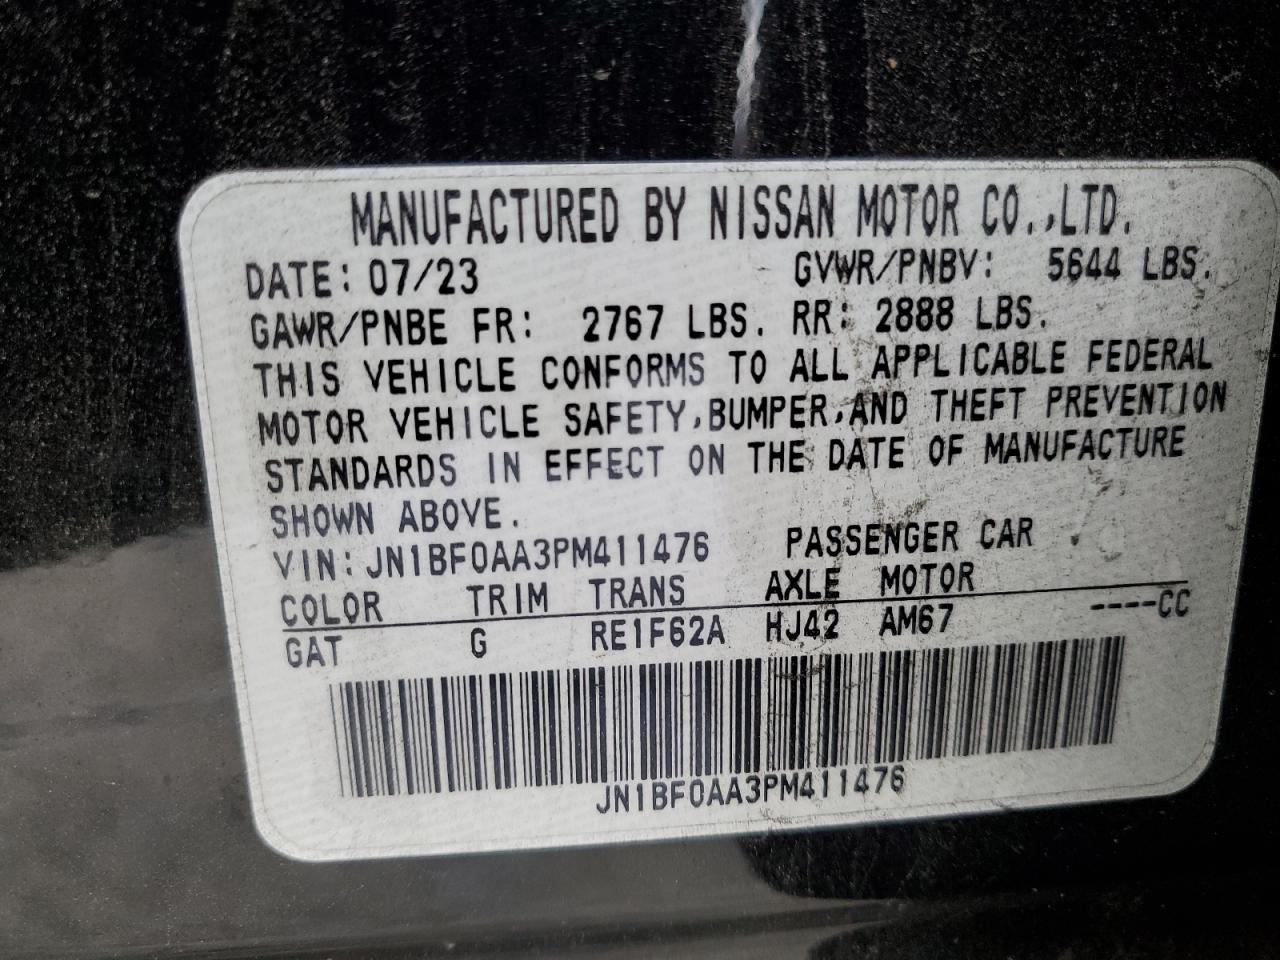 MANUFACTURED BY NISSAN MOTOR CO.,LTD.
DATE: 07/23 GVWR/PNBV: 5644 LBS.
GAWR/PNBE FR: 2767 LBS. RR: 2888 LBS.
THIS VEHICLE CONFORMS TO ALL APPLICABLE FEDERAL
MOTOR VEHICLE SAFETY,BUMPER,AND THEFT PREVENTION
STANDARDS IN EFFECT ON THE DATE OF MANUFACTURE
SHOWN ABOVE.
VIN: JN1BF0AA3PM411476 PASSENGER CAR
COLOR TRIM TRANS AXLE MOTOR
GAT G RE1F62A HJ42 AM67 ----CC
JN1BF0AA3PM411476